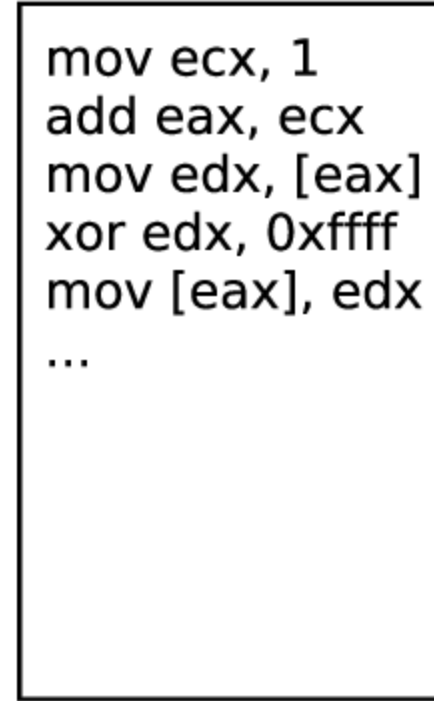 mov ecx, 1
add eax, ecx
mov edx, [eax]
xor edx, 0xffff
mov [eax], edx
...